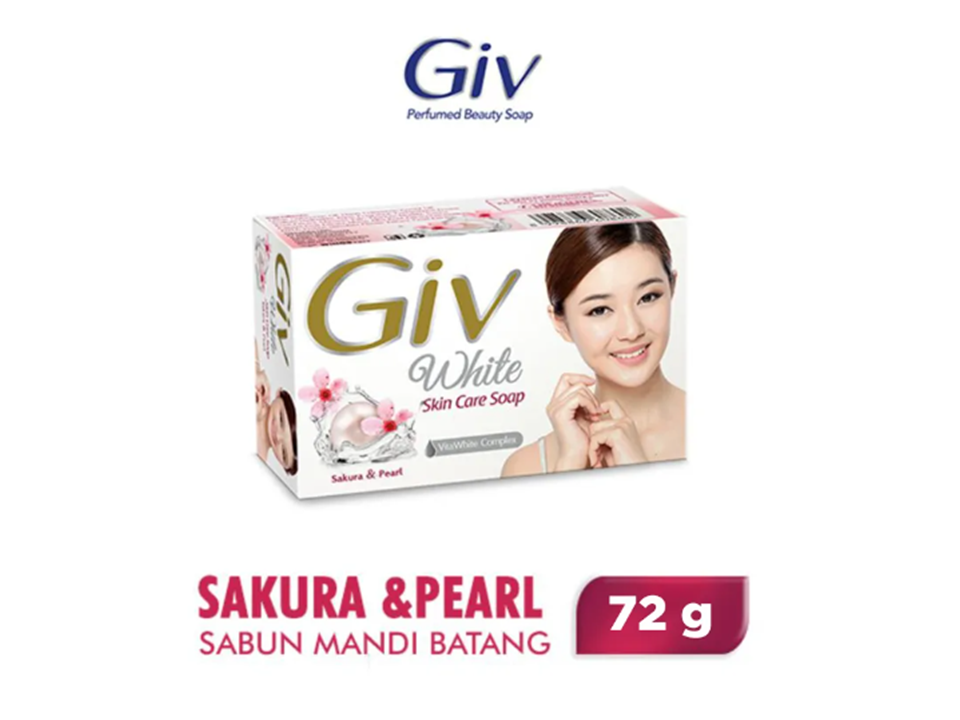 Giv
Perfumed Beauty Soap
Giv
White
Skin Care Soap
VitaWhite Complex
Sakura & Pearl
SAKURA &PEARL
SABUN MANDI BATANG
72 g